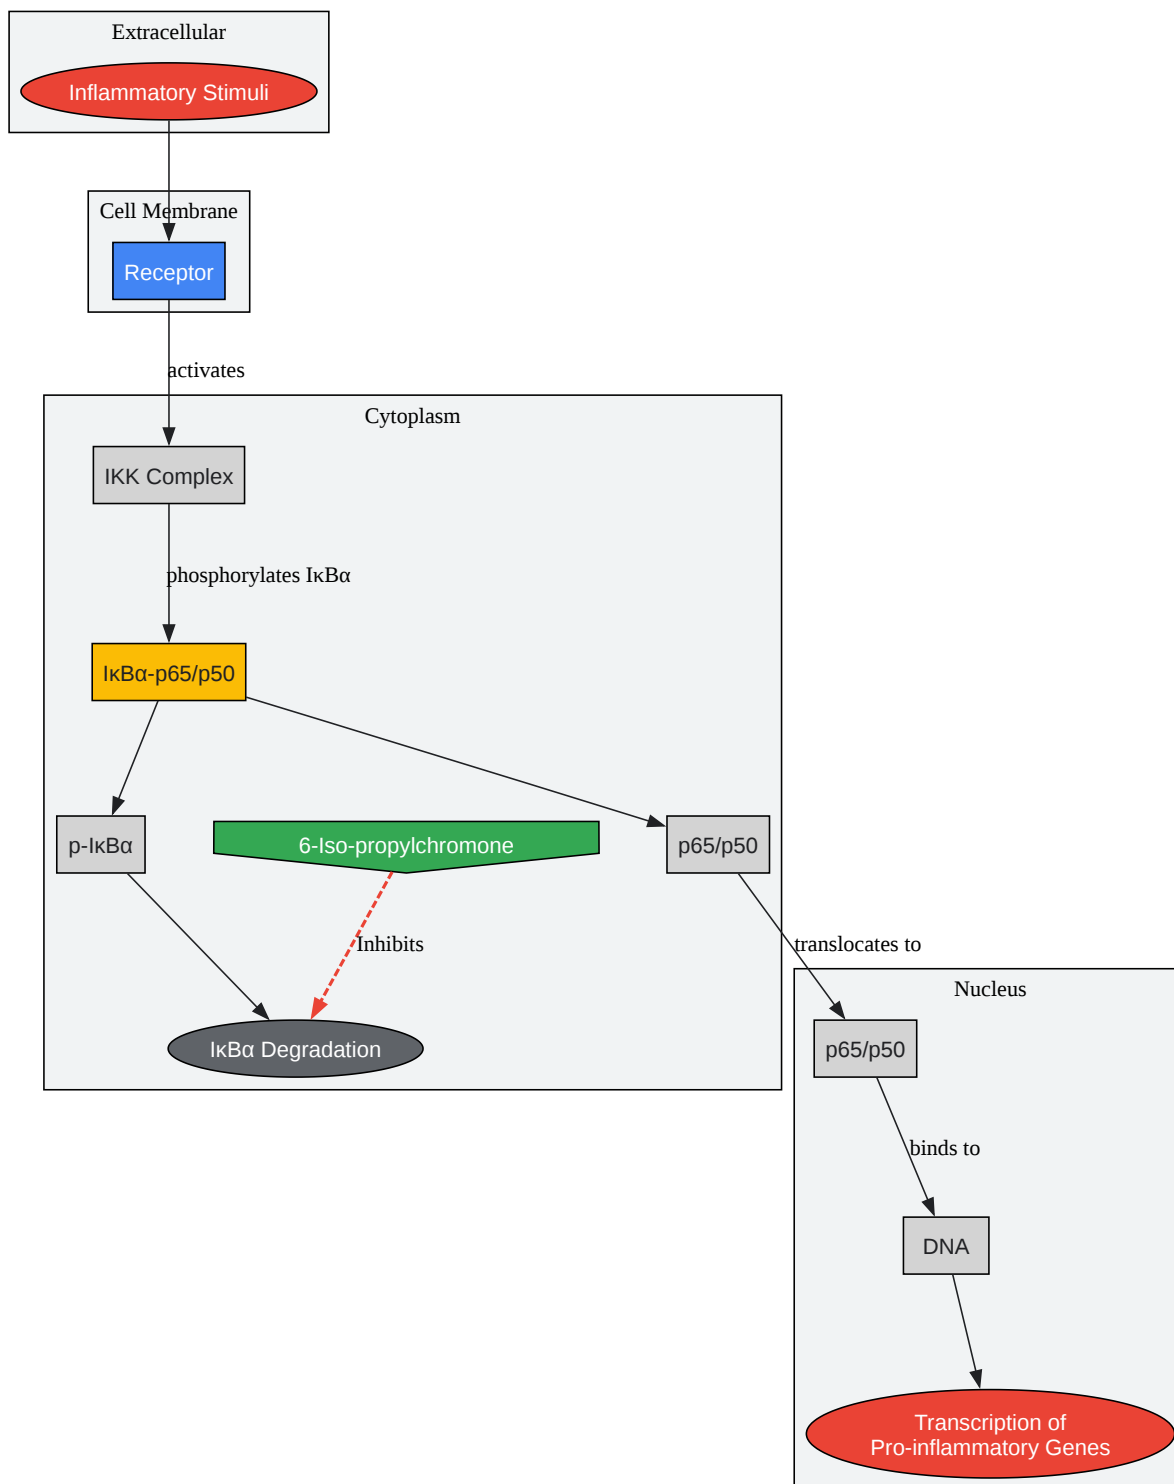 Extracellular
Inflammatory Stimuli
Cell Membrane
Receptor
activates
Cytoplasm
IKK Complex
phosphorylates IκBα
IκBα-p65/p50
p-IκBα
6-Iso-propylchromone
p65/p50
Inhibits
translocates to
Nucleus
IκBα Degradation
p65/p50
binds to
DNA
Transcription of
Pro-inflammatory Genes